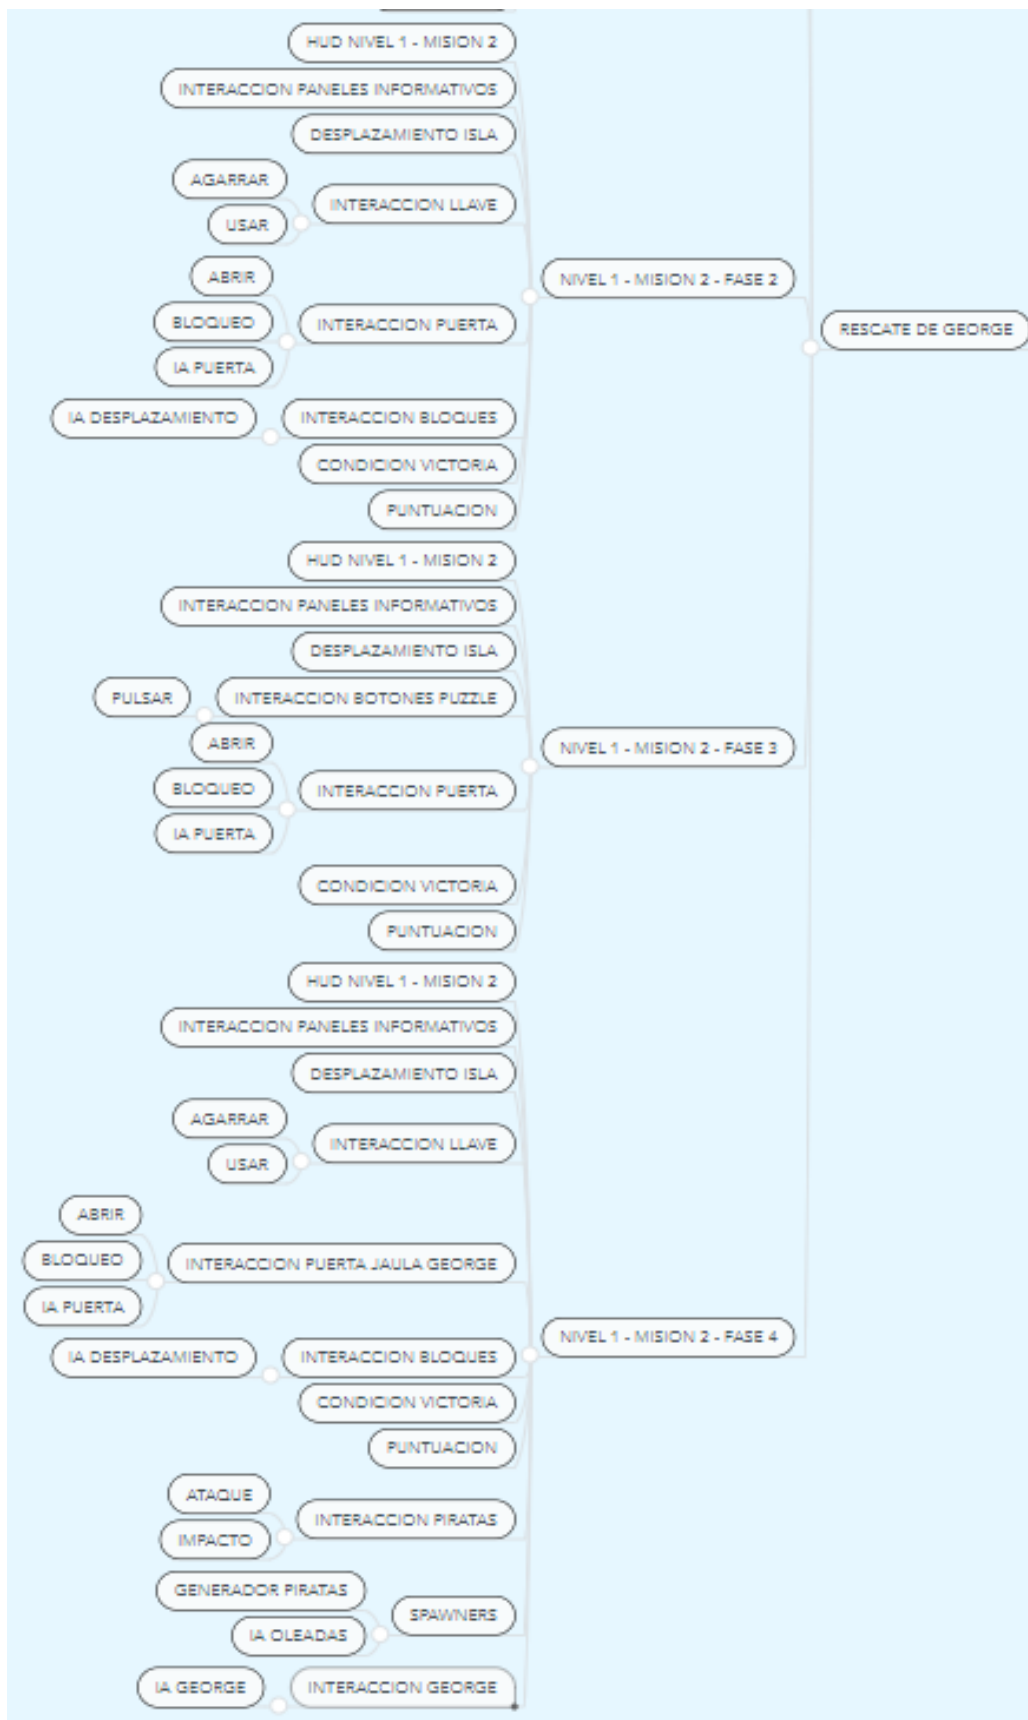 HUD NIVEL 1 - MISION 2
INTERACCION PANELES INFORMATIVOS
DESPLAZAMIENTO ISLA
AGARRAR
INTERACCION LLAVE
USAR
ABRIR
NIVEL 1 - MISION 2 - FASE 2
BLOQUEO
INTERACCION PUERTA
RESCATE DE GEORGE
IA PUERTA
IA DESPLAZAMIENTO
INTERACCION BLOQUES
CONDICION VICTORIA
PUNTUACION
HUD NIVEL 1 - MISION 2
INTERACCION PANELES INFORMATIVOS
DESPLAZAMIENTO ISLA
PULSAR
INTERACCION BOTONES PUZZLE
ABRIR
NIVEL 1 - MISION 2 - FASE 3
BLOQUEO
INTERACCION PUERTA
IA PUERTA
CONDICION VICTORIA
PUNTUACION
HUD NIVEL 1 - MISION 2
INTERACCION PANELES INFORMATIVOS
DESPLAZAMIENTO ISLA
AGARRAR
INTERACCION LLAVE
USAR
ABRIR
BLOQUEO
INTERACCION PUERTA JAULA GEORGE
IA PUERTA
NIVEL 1 - MISION 2 - FASE 4
IA DESPLAZAMIENTO
INTERACCION BLOQUES
CONDICION VICTORIA
PUNTUACION
ATAQUE
INTERACCION PIRATAS
IMPACTO
GENERADOR PIRATAS
SPAWNERS
IA OLEADAS
IA GEORGE
INTERACCION GEORGE